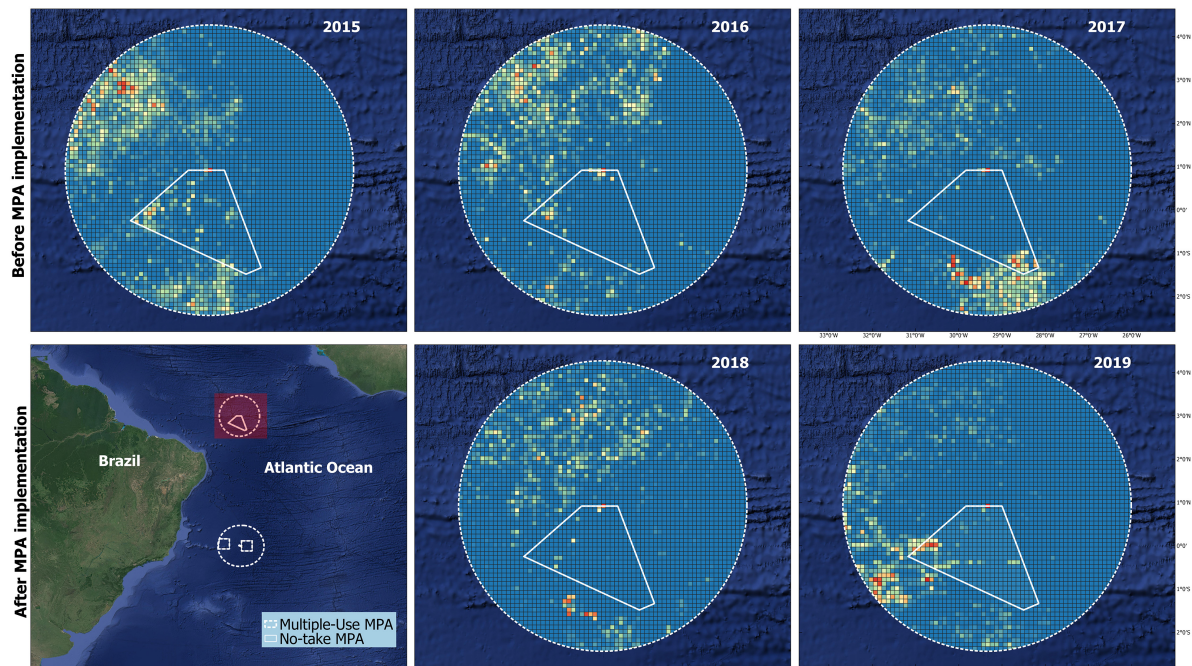 Before MPA implementation
2015
2016
2017
4°0'N
3°0'N
2°0'N
1°0'N
0°0'
1°0'S
2°0'S
33°0'W 32°0'W 31°0'W 30°0'W 29°0'W 28°0'W 27°0'W 26°0'W
After MPA implementation
Brazil
Atlantic Ocean
Multiple-Use MPA
No-take MPA
2018
2019
4°0'N
3°0'N
2°0'N
1°0'N
0°0'N
1°0'S
2°0'S